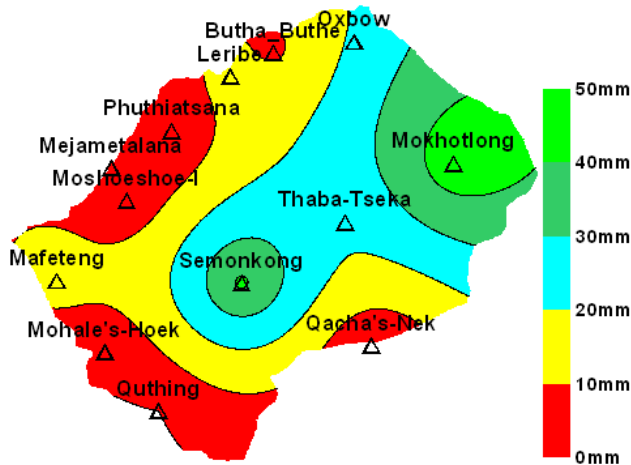 Oxbow
Butha_Buthe
Leribe
50mm
Phuthiatsana
Mokhotlong
Mejametalana
40mm
Moshoeshoe-I
Thaba-Tseka
30mm
Mafeteng
Semonkong
20mm
Qacha's-Nek
Mohale's-Hoek
10mm
Quthing
0mm